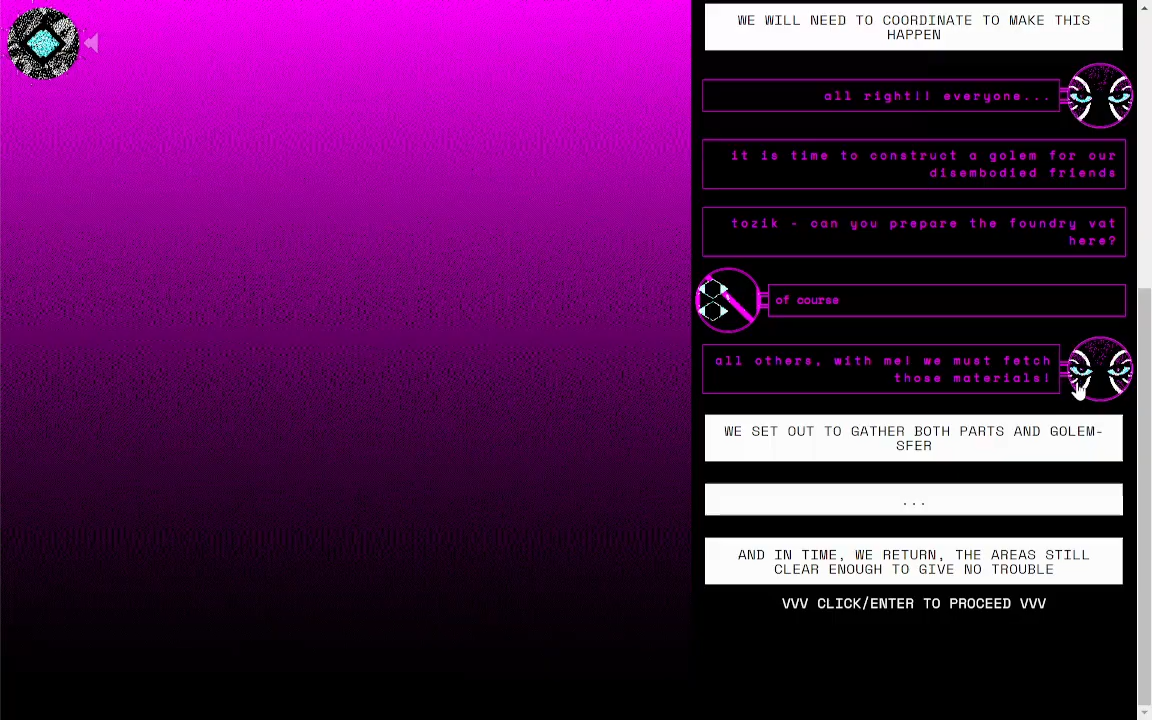 WE WILL NEED TO COORDINATE TO MAKE THIS
HAPPEN
all right!! everyone...
it is time to construct a golem for our
disembodied friends
tozik - can you prepare the foundry vat
here?
of course
all others, with me! we must fetch
those materials!
WE SET OUT TO GATHER BOTH PARTS AND GOLEM-
SFER
...
AND IN TIME, WE RETURN, THE AREAS STILL
CLEAR ENOUGH TO GIVE NO TROUBLE
VVV CLICK/ENTER TO PROCEED VVV